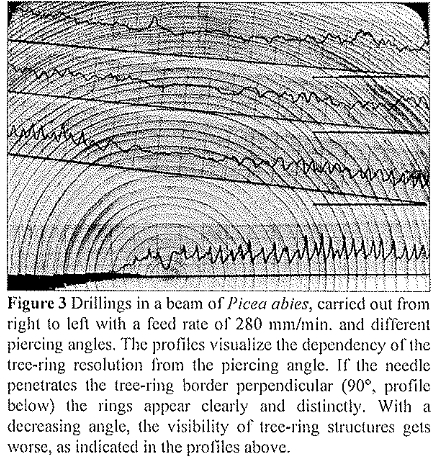 Figure 3 Drillings in a beam of Picea abies, carried out from
right to left with a feed rate of 280 mm/min. and different
piercing angles. The profiles visualize the dependency of the
tree-ring resolution from the piercing angle. If the needle
penetrates the tree-ring border perpendicular (90°, profile
below) the rings appear clearly and distinctly. With a
decreasing angle, the visibility of tree-ring structures gets
worse, as indicated in the profiles above.